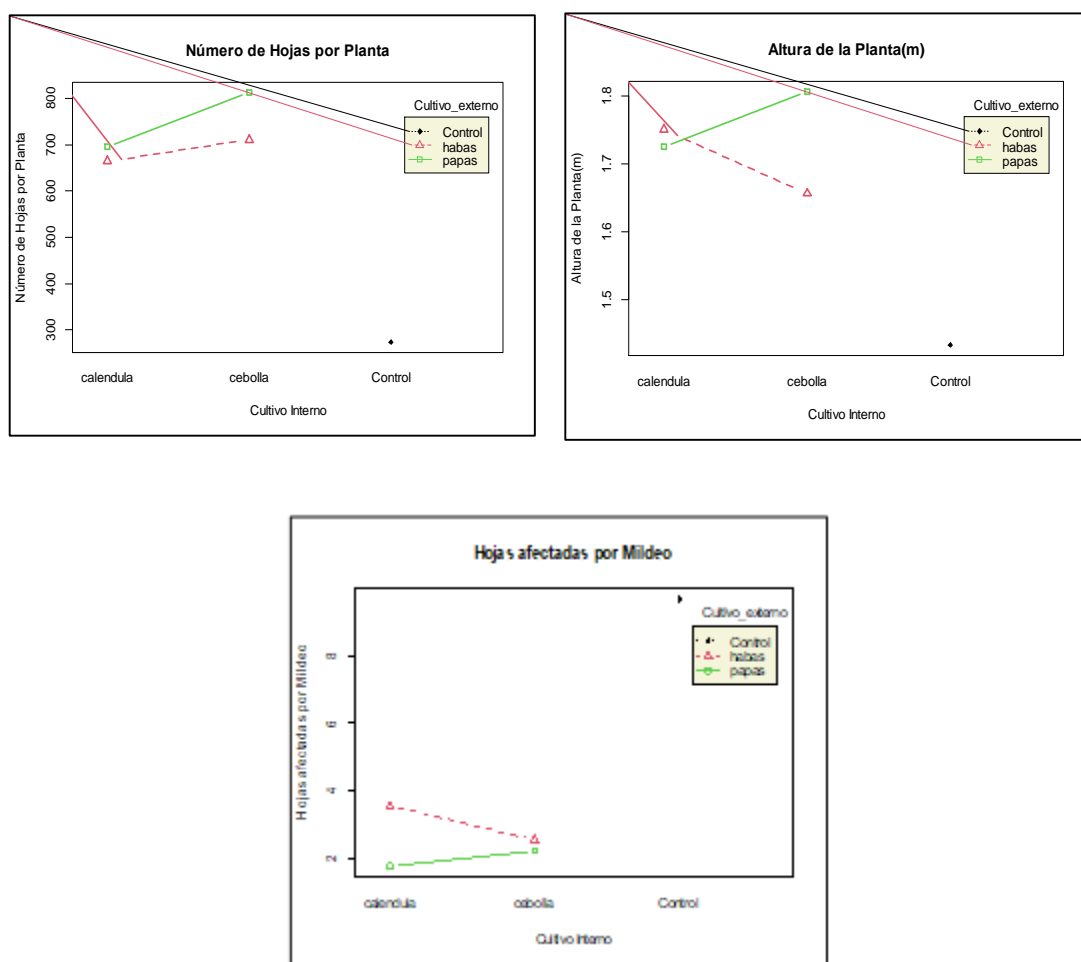 Número de Hojas por Planta
Número de Hojas por Planta
800
700
600
500
400
300
Cultivo_externo
Control
habas
papas
calendula cebolla Control
Cultivo Interno
Altura de la Planta(m)
Altura de la Planta(m)
1.8
1.7
1.6
1.5
Cultivo_externo
Control
habas
papas
calendula cebolla Control
Cultivo Interno
Hojas afectadas por Mildeo
Hojas afectadas por Mildeo
8
6
4
2
Cultivo_externo
Control
habas
papas
calendula cebolla Control
Cultivo Interno